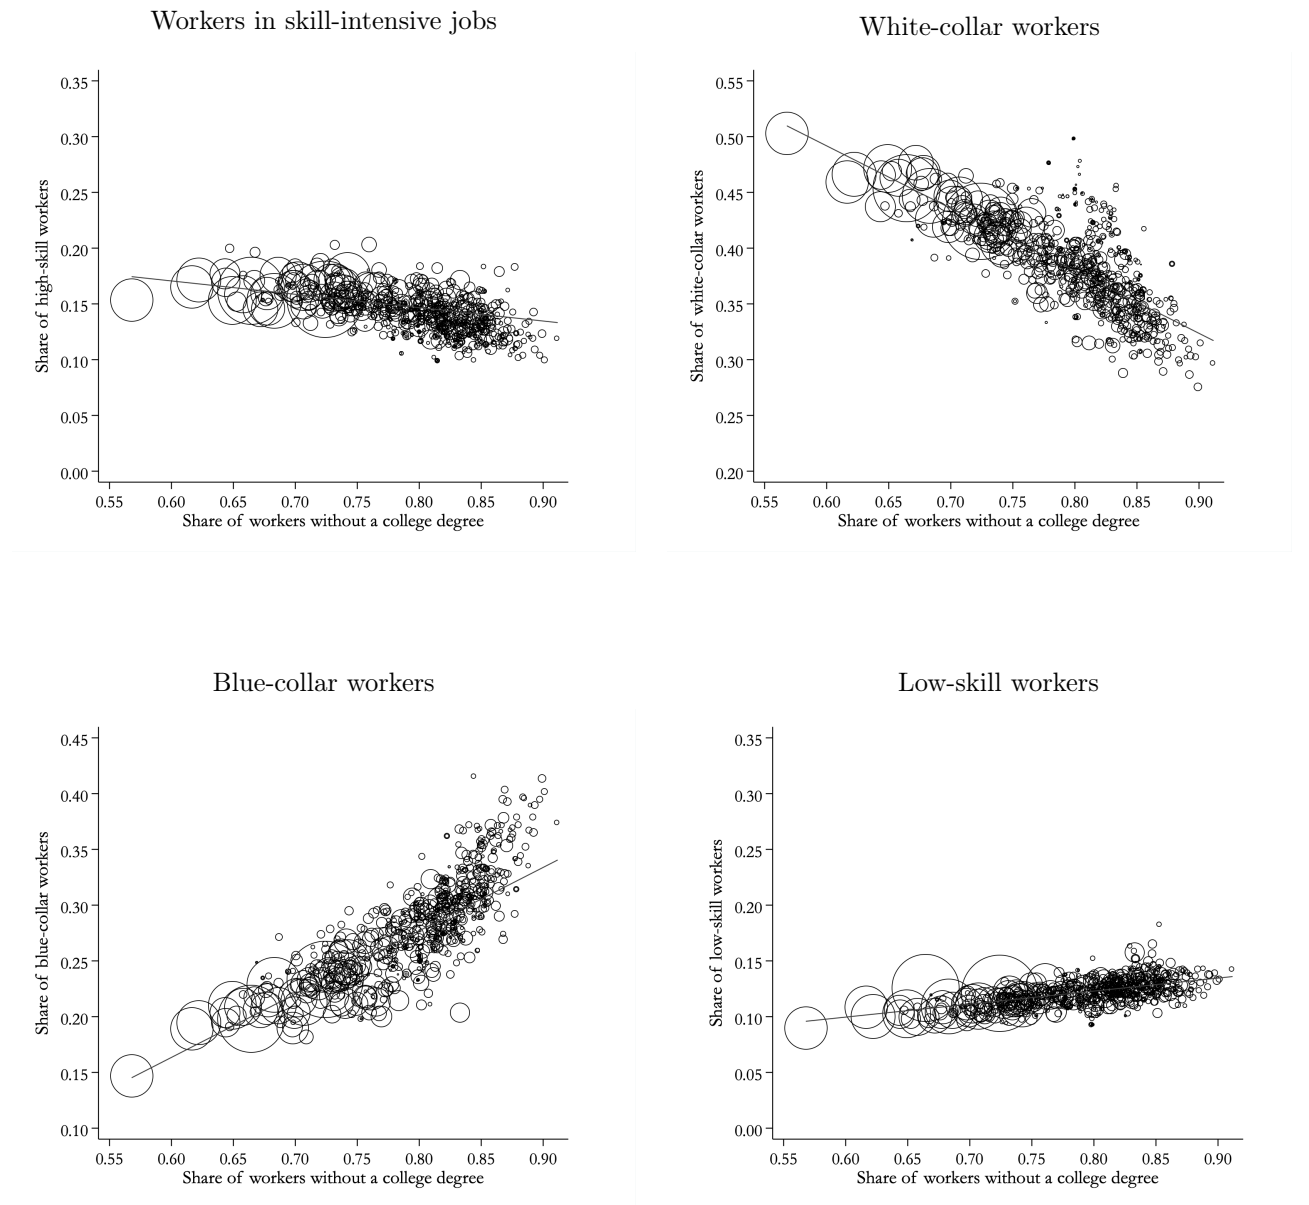 Workers in skill-intensive jobs
Share of high-skill workers
0.35
0.30
0.25
0.20
0.15
0.10
0.05
0.00
0.55 0.60 0.65 0.70 0.75 0.80 0.85 0.90
Share of workers without a college degree
White-collar workers
Share of white-collar workers
0.55
0.50
0.45
0.40
0.35
0.30
0.25
0.20
0.55 0.60 0.65 0.70 0.75 0.80 0.85 0.90
Share of workers without a college degree
Blue-collar workers
Share of blue-collar workers
0.45
0.40
0.35
0.30
0.25
0.20
0.15
0.10
0.55 0.60 0.65 0.70 0.75 0.80 0.85 0.90
Share of workers without a college degree
Low-skill workers
Share of low-skill workers
0.35
0.30
0.25
0.20
0.15
0.10
0.05
0.00
0.55 0.60 0.65 0.70 0.75 0.80 0.85 0.90
Share of workers without a college degree